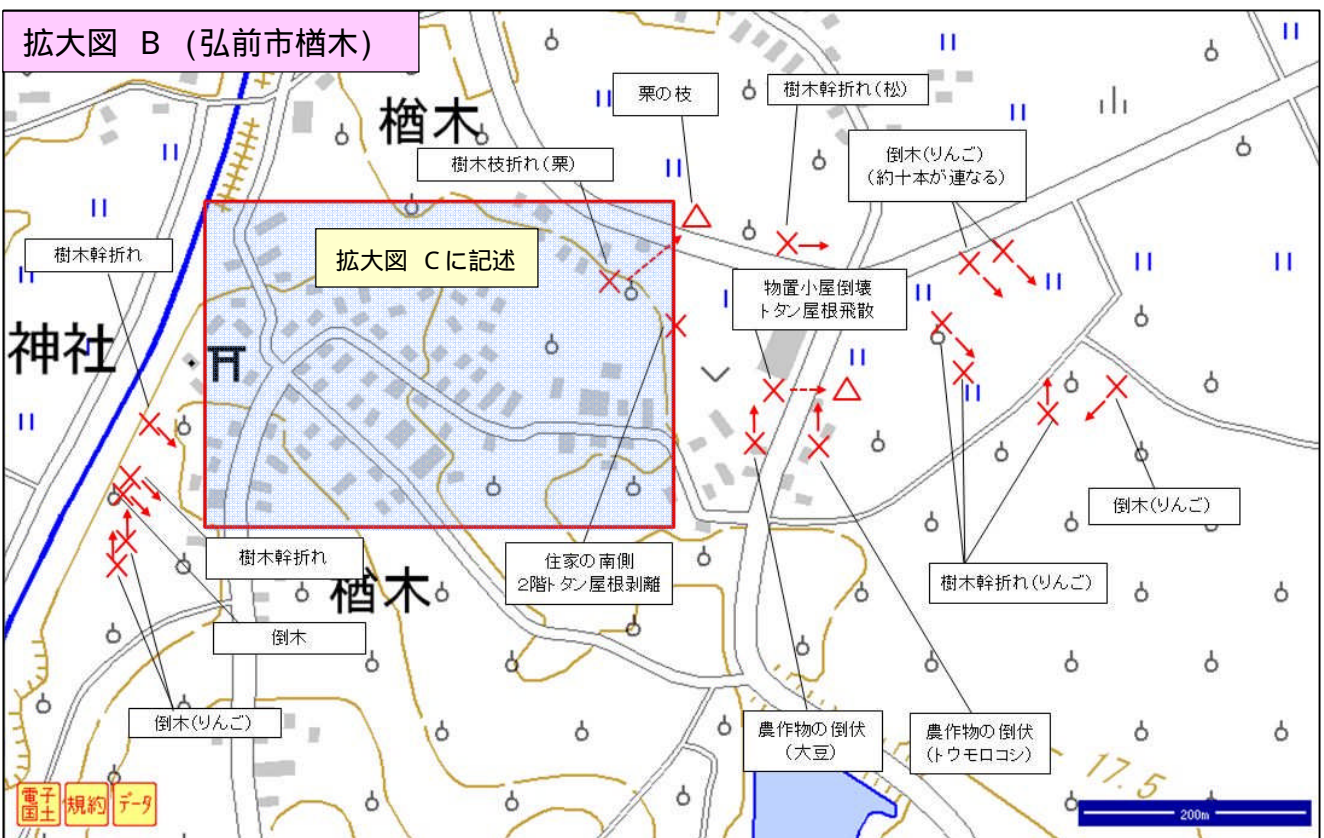 拡大図 B (弘前市楢木)
楢木
栗の枝
樹木幹折れ(松)
樹木枝折れ(栗)
倒木(りんご)
(約十本が連なる)
樹木幹折れ
拡大図 Cに記述
物置小屋倒壊
トタン屋根飛散
神社
倒木(りんご)
樹木幹折れ
住家の南側
2階トタン屋根剥離
樹木幹折れ(りんご)
楢木
倒木
倒木(りんご)
農作物の倒伏
(大豆)
農作物の倒伏
(トウモロコシ)
17.5
電子国土
規約
データ
200m